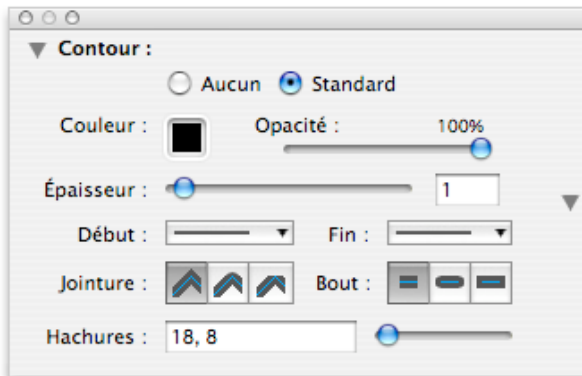 Contour :
Aucun Standard
Couleur : Opacité : 100%
Épaisseur : 1
Début : Fin :
Jointure : Bout :
Hachures : 18, 8